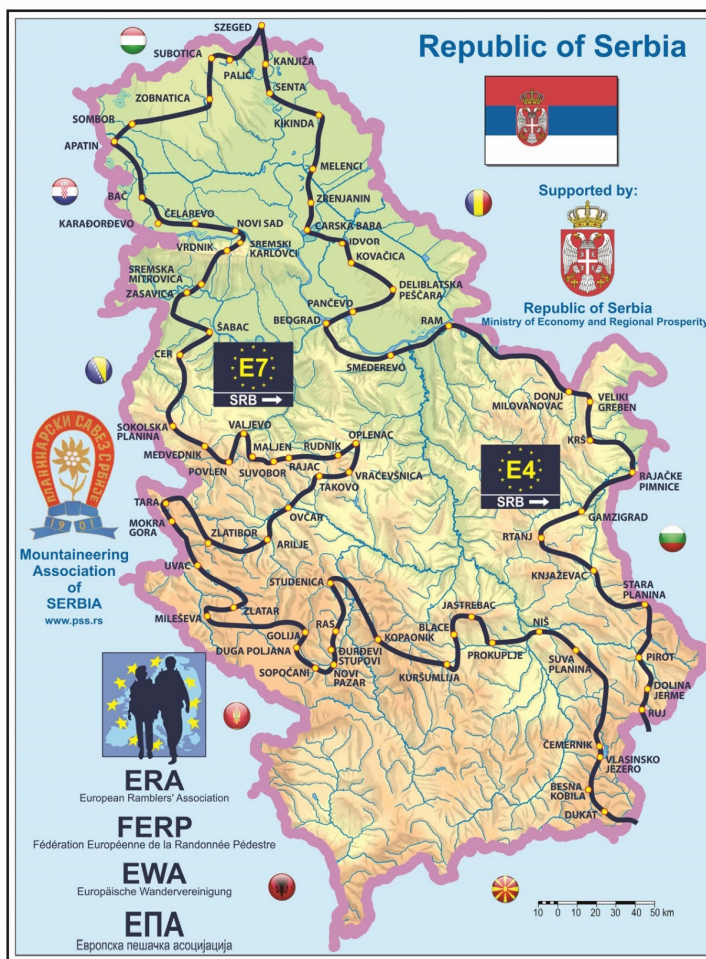 Republic of Serbia
Supported by:
Republic of Serbia
Ministry of Economy and Regional Prosperity
SZEGED
SUBOTICA
PALIĆ
KANJIŽA
ZOBNATICA
SENTA
SOMBOR
KIKINDA
APATIN
MELENCI
BAČ
ZRENJANIN
KARAĐORĐEVO
ČELAREVO
NOVI SAD
CARSKA BARA
VRDNIK
SREMSKI
KARLOVCI
IDVOR
KOVAČICA
SREMSKA
MITROVICA
ZASAVICA
DELIBLATSKA
PEŠČARA
PANČEVO
BEOGRAD
RAM
ŠABAC
CER
SMEDEREVO
E7
SRB
DONJI
MILOVANOVAC
VELIKI
GREBEN
SOKOLSKA
PLANINA
VALJEVO
OPLENAC
KRŠ
MEDVEDNIK
MALJEN
RUDNIK
POVLEN
SUVOBOR
RAJAC
VRAČEVŠNICA
TAKOVO
E4
SRB
RAJAČKE
PIMNICE
TARA
OVČAR
GAMZIGRAD
MOKRA
GORA
ZLATIBOR
ARILJE
RTANJ
UVAC
STUDENICA
KNJAŽEVAC
STARA
PLANINA
ZLATAR
JASTREBAC
MILEŠEVA
RAS
BLACE
NIŠ
GOLIJA
KOPAONIK
DUGA POLJANA
ĐURĐEVI
STUPOVI
PROKUPLJE
SUVA
PLANINA
PIROT
SOPOĆANI
NOVI
PAZAR
KURŠUMLIJA
DOLINA
JERME
RUJ
ČEMERNIK
VLASINSKO
JEZERO
BESNA
KOBILA
DUKAT
ПЛАНИНАРСКИ САВЕЗ СРБИЈЕ
1901
Mountaineering
Association
of
SERBIA
www.pss.rs
ERA
European Ramblers' Association
FERP
Fédération Européenne de la Randonnée Pédestre
EWA
Europäische Wandervereinigung
ЕПА
Европска пешачка асоцијација
10 0 10 20 30 40 50 km